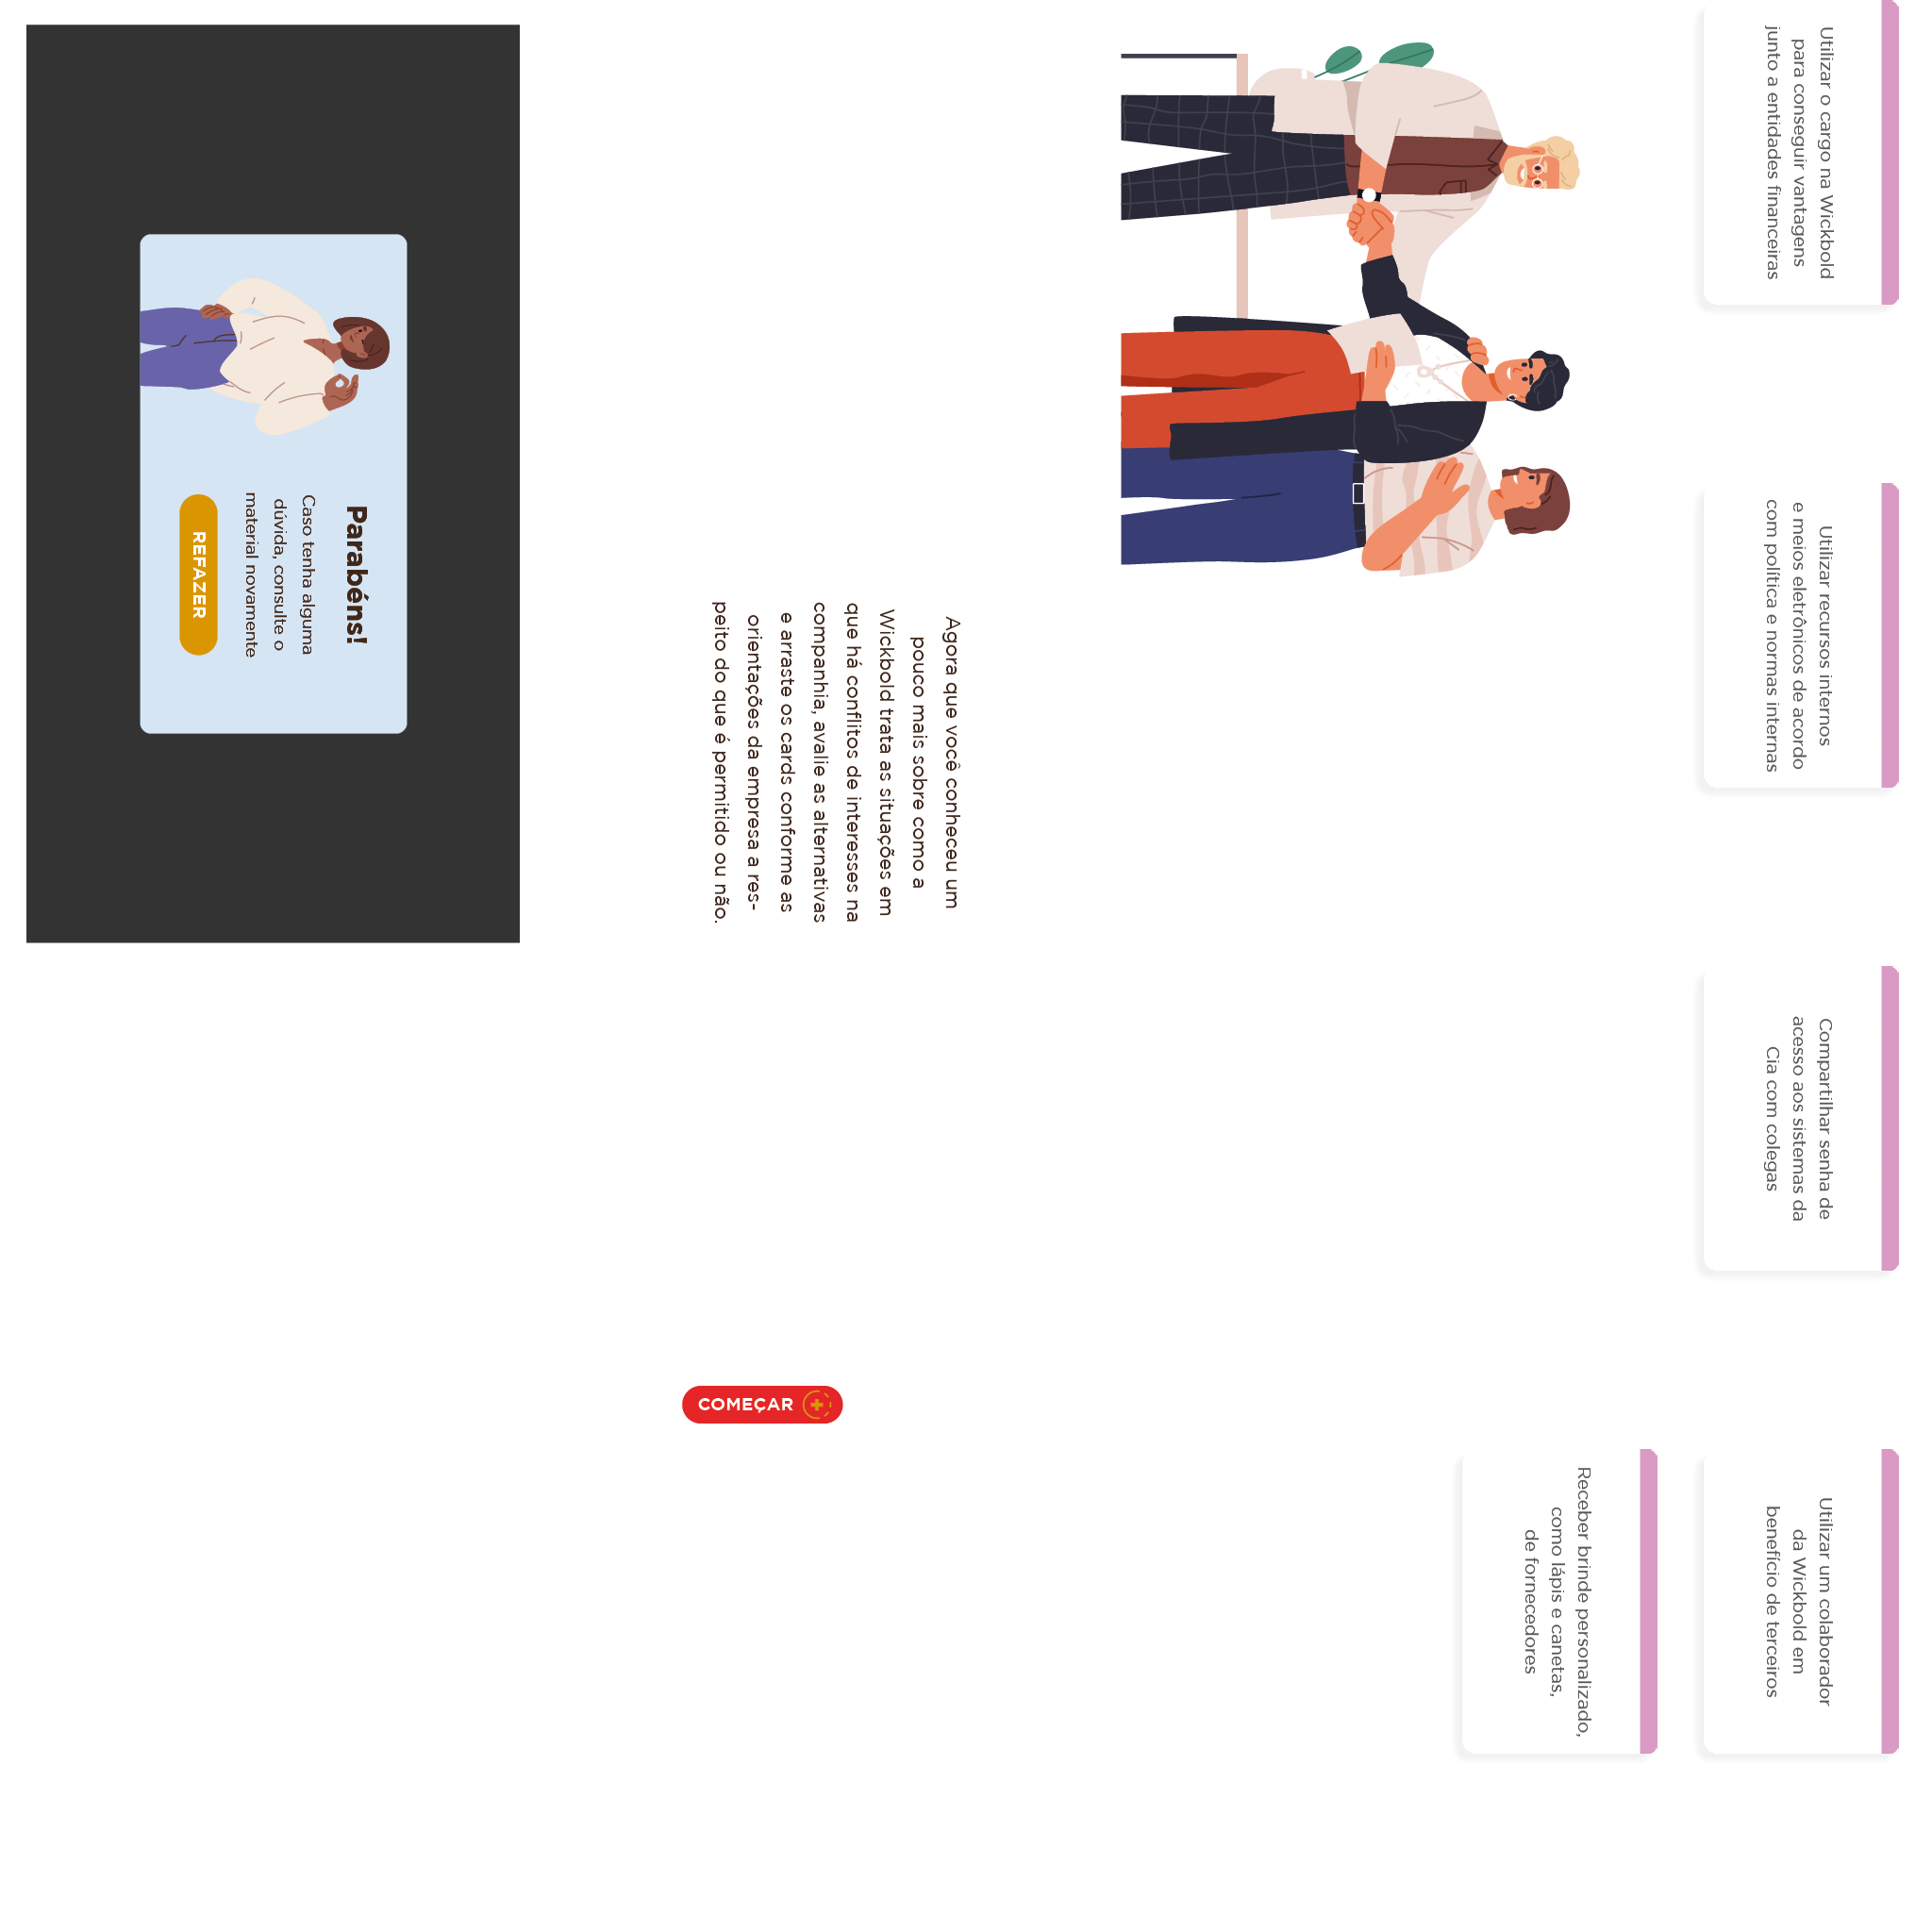 Utilizar o cargo na Wickbold
para conseguir vantagens
junto a entidades financeiras
Utilizar recursos internos
e meios eletrônicos de acordo
com política e normas internas
Compartilhar senha de
acesso aos sistemas da
Cia com colegas
Utilizar um colaborador
da Wickbold em
benefício de terceiros
Receber brinde personalizado,
como lápis e canetas,
de fornecedores
Agora que você conheceu um
pouco mais sobre como a
Wickbold trata as situações em
que há conflitos de interesses na
companhia, avalie as alternativas
e arraste os cards conforme as
orientações da empresa a res-
peito do que é permitido ou não.
COMEÇAR
Parabéns!
Caso tenha alguma
dúvida, consulte o
material novamente
REFAZER